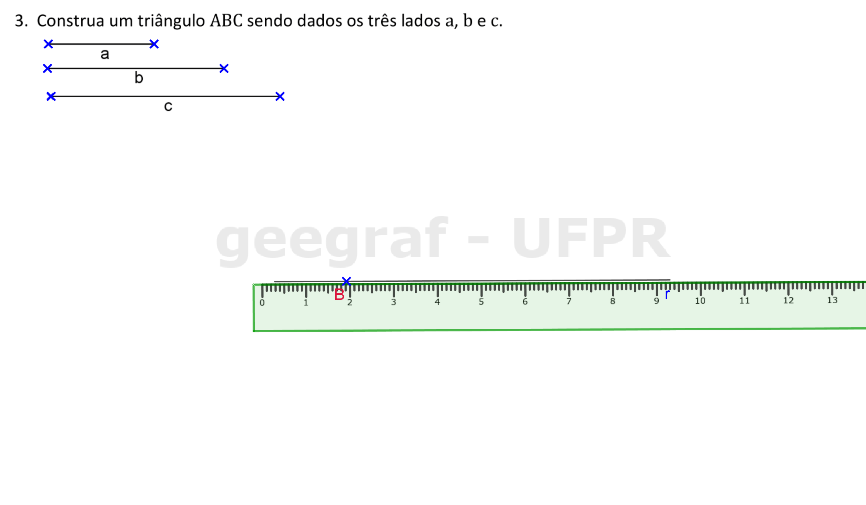 3. Construa um triângulo ABC sendo dados os três lados a, b e c.
a
b
c
geegraf - UFPR
B
r
0 1 2 3 4 5 6 7 8 9 10 11 12 13